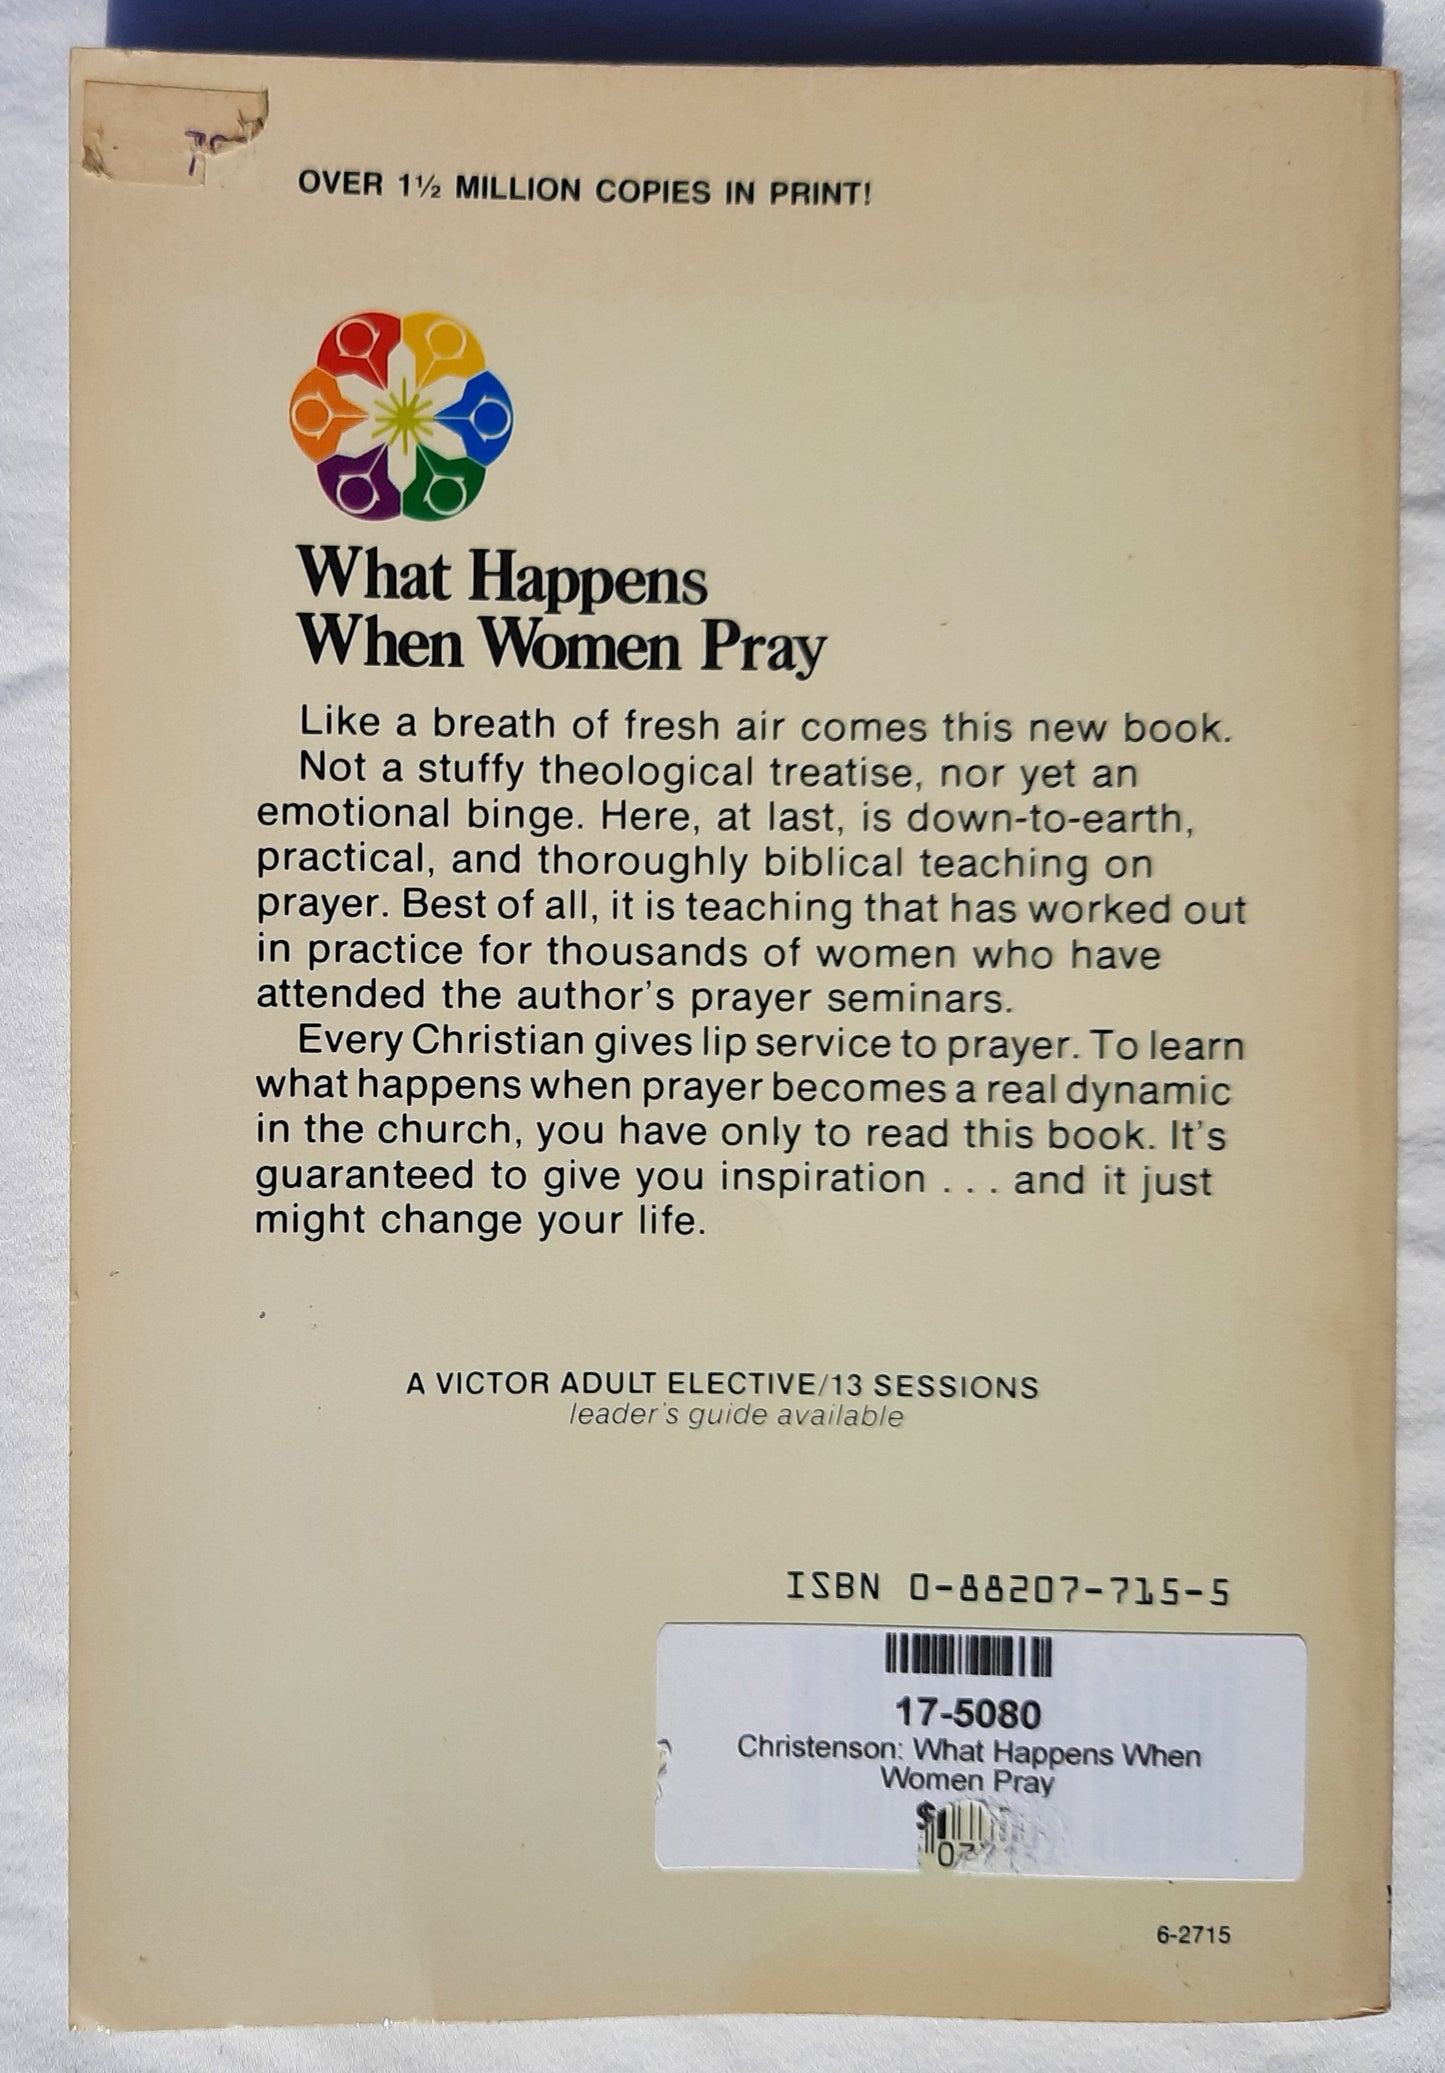 OVER 1½ MILLION COPIES IN PRINT!
What Happens
When Women Pray
Like a breath of fresh air comes this new book.
Not a stuffy theological treatise, nor yet an
emotional binge. Here, at last, is down-to-earth,
practical, and thoroughly biblical teaching on
prayer. Best of all, it is teaching that has worked out
in practice for thousands of women who have
attended the author's prayer seminars.
Every Christian gives lip service to prayer. To learn
what happens when prayer becomes a real dynamic
in the church, you have only to read this book. It's
guaranteed to give you inspiration . . . and it just
might change your life.
A VICTOR ADULT ELECTIVE/13 SESSIONS
leader's guide available
ISBN 0-88207-715-5
17-5080
Christenson: What Happens When
Women Pray
$
6-2715